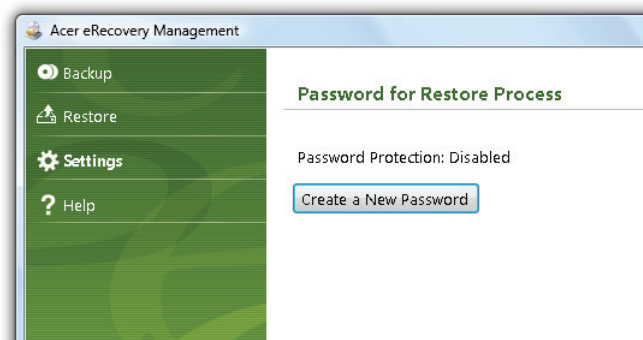 Acer eRecovery Management
Backup
Restore
Settings
? Help
Password for Restore Process
Password Protection: Disabled
Create a New Password